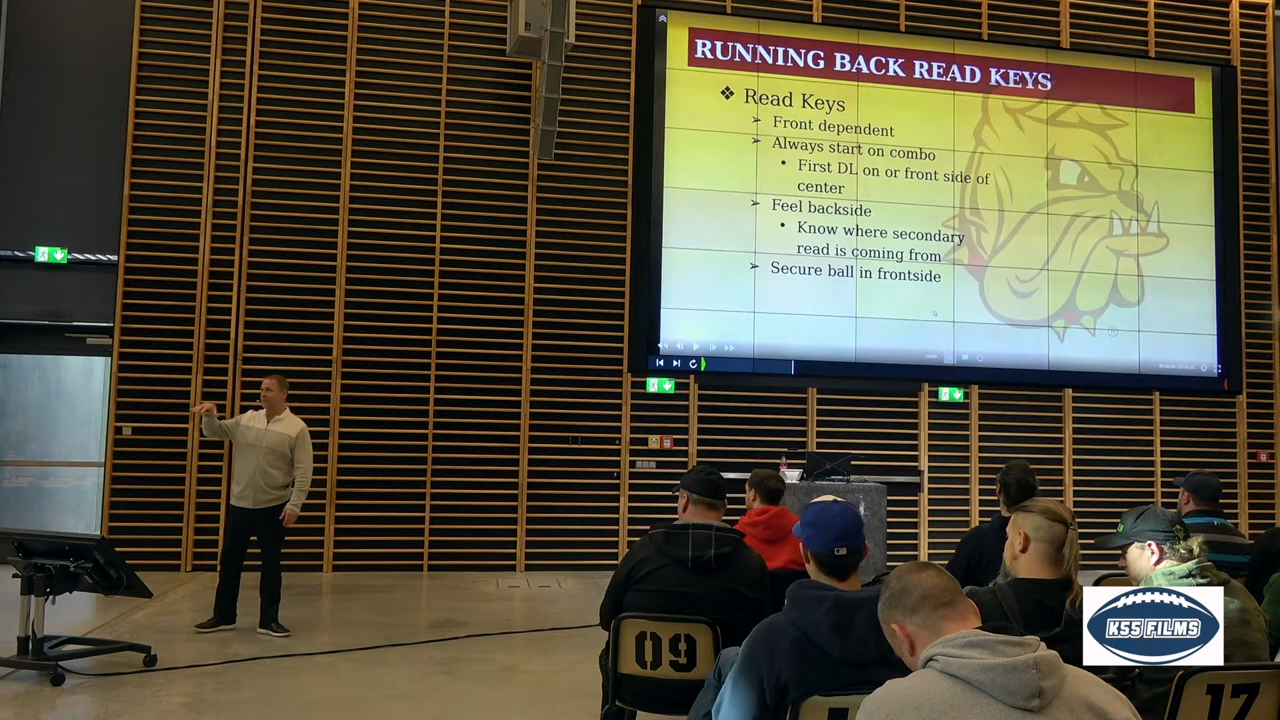 RUNNING BACK READ KEYS
❖ Read Keys
➢ Front dependent
➢ Always start on combo
• First DL on or front side of
center
➢ Feel backside
• Know where secondary
read is coming from
➢ Secure ball in frontside
®
09
17
KSS FILMS